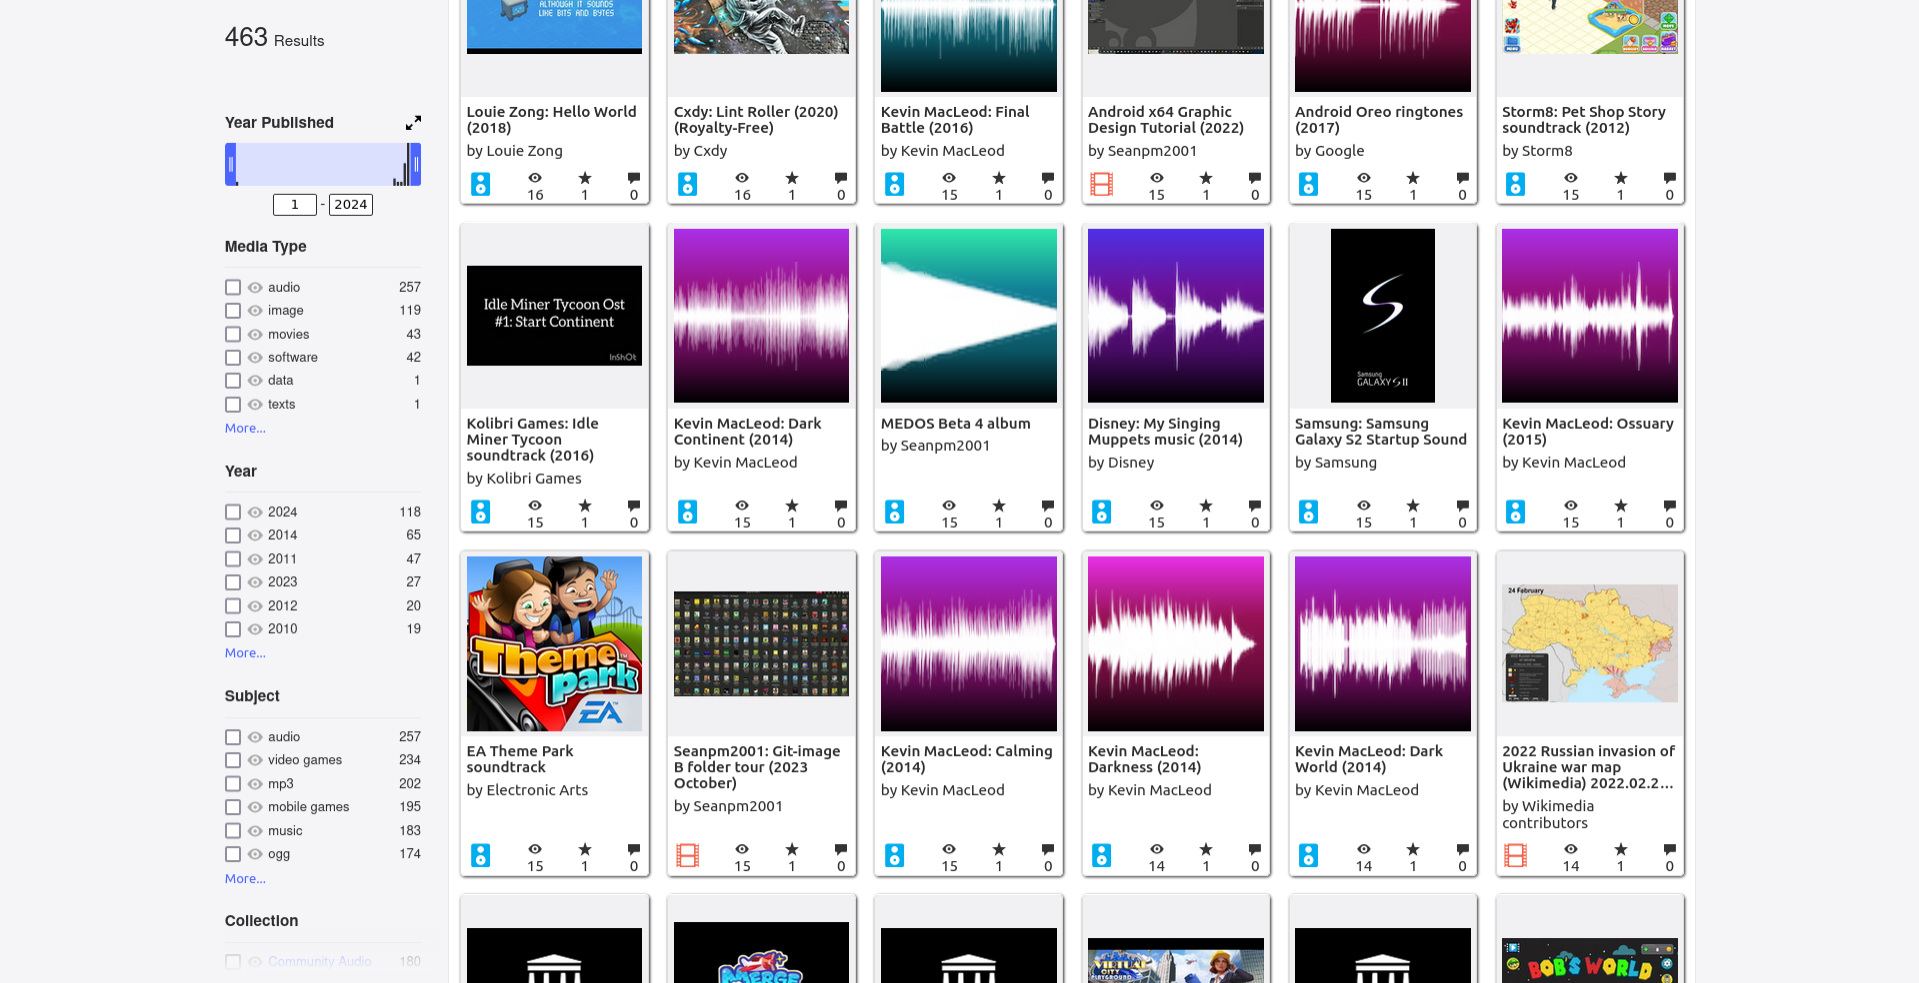 463 Results
Year Published
1 - 2024
Media Type
audio 257
image 119
movies 43
software 42
data 1
texts 1
More...
Year
2024 118
2014 65
2011 47
2023 27
2012 20
2010 19
More...
Subject
audio 257
video games 234
mp3 202
mobile games 195
music 183
ogg 174
More...
Collection
Community Audio 180
ALTHOUGH IT SOUNDS
LIKE BITS AND BYTES
Louie Zong: Hello World
(2018)
by Louie Zong
16 1 0
Cxdy: Lint Roller (2020)
(Royalty-Free)
by Cxdy
16 1 0
Kevin MacLeod: Final
Battle (2016)
by Kevin MacLeod
15 1 0
Android x64 Graphic
Design Tutorial (2022)
by Seanpm2001
15 1 0
Android Oreo ringtones
(2017)
by Google
15 1 0
Storm8: Pet Shop Story
soundtrack (2012)
by Storm8
15 1 0
Idle Miner Tycoon Ost
#1: Start Continent
InShOt
Kolibri Games: Idle
Miner Tycoon
soundtrack (2016)
by Kolibri Games
15 1 0
Kevin MacLeod: Dark
Continent (2014)
by Kevin MacLeod
15 1 0
MEDOS Beta 4 album
by Seanpm2001
15 1 0
Disney: My Singing
Muppets music (2014)
by Disney
15 1 0
S
Samsung
GALAXY S II
Samsung: Samsung
Galaxy S2 Startup Sound
by Samsung
15 1 0
Kevin MacLeod: Ossuary
(2015)
by Kevin MacLeod
15 1 0
Theme
park
EA
EA Theme Park
soundtrack
by Electronic Arts
15 1 0
Seanpm2001: Git-image
B folder tour (2023
October)
by Seanpm2001
15 1 0
Kevin MacLeod: Calming
(2014)
by Kevin MacLeod
15 1 0
Kevin MacLeod:
Darkness (2014)
by Kevin MacLeod
14 1 0
Kevin MacLeod: Dark
World (2014)
by Kevin MacLeod
14 1 0
24 February
2022 Russian invasion of
Ukraine war map
(Wikimedia) 2022.02.2...
by Wikimedia
contributors
14 1 0
MERGE
VIRTUAL
CITY
PLAYGROUND
BOB'S WORLD